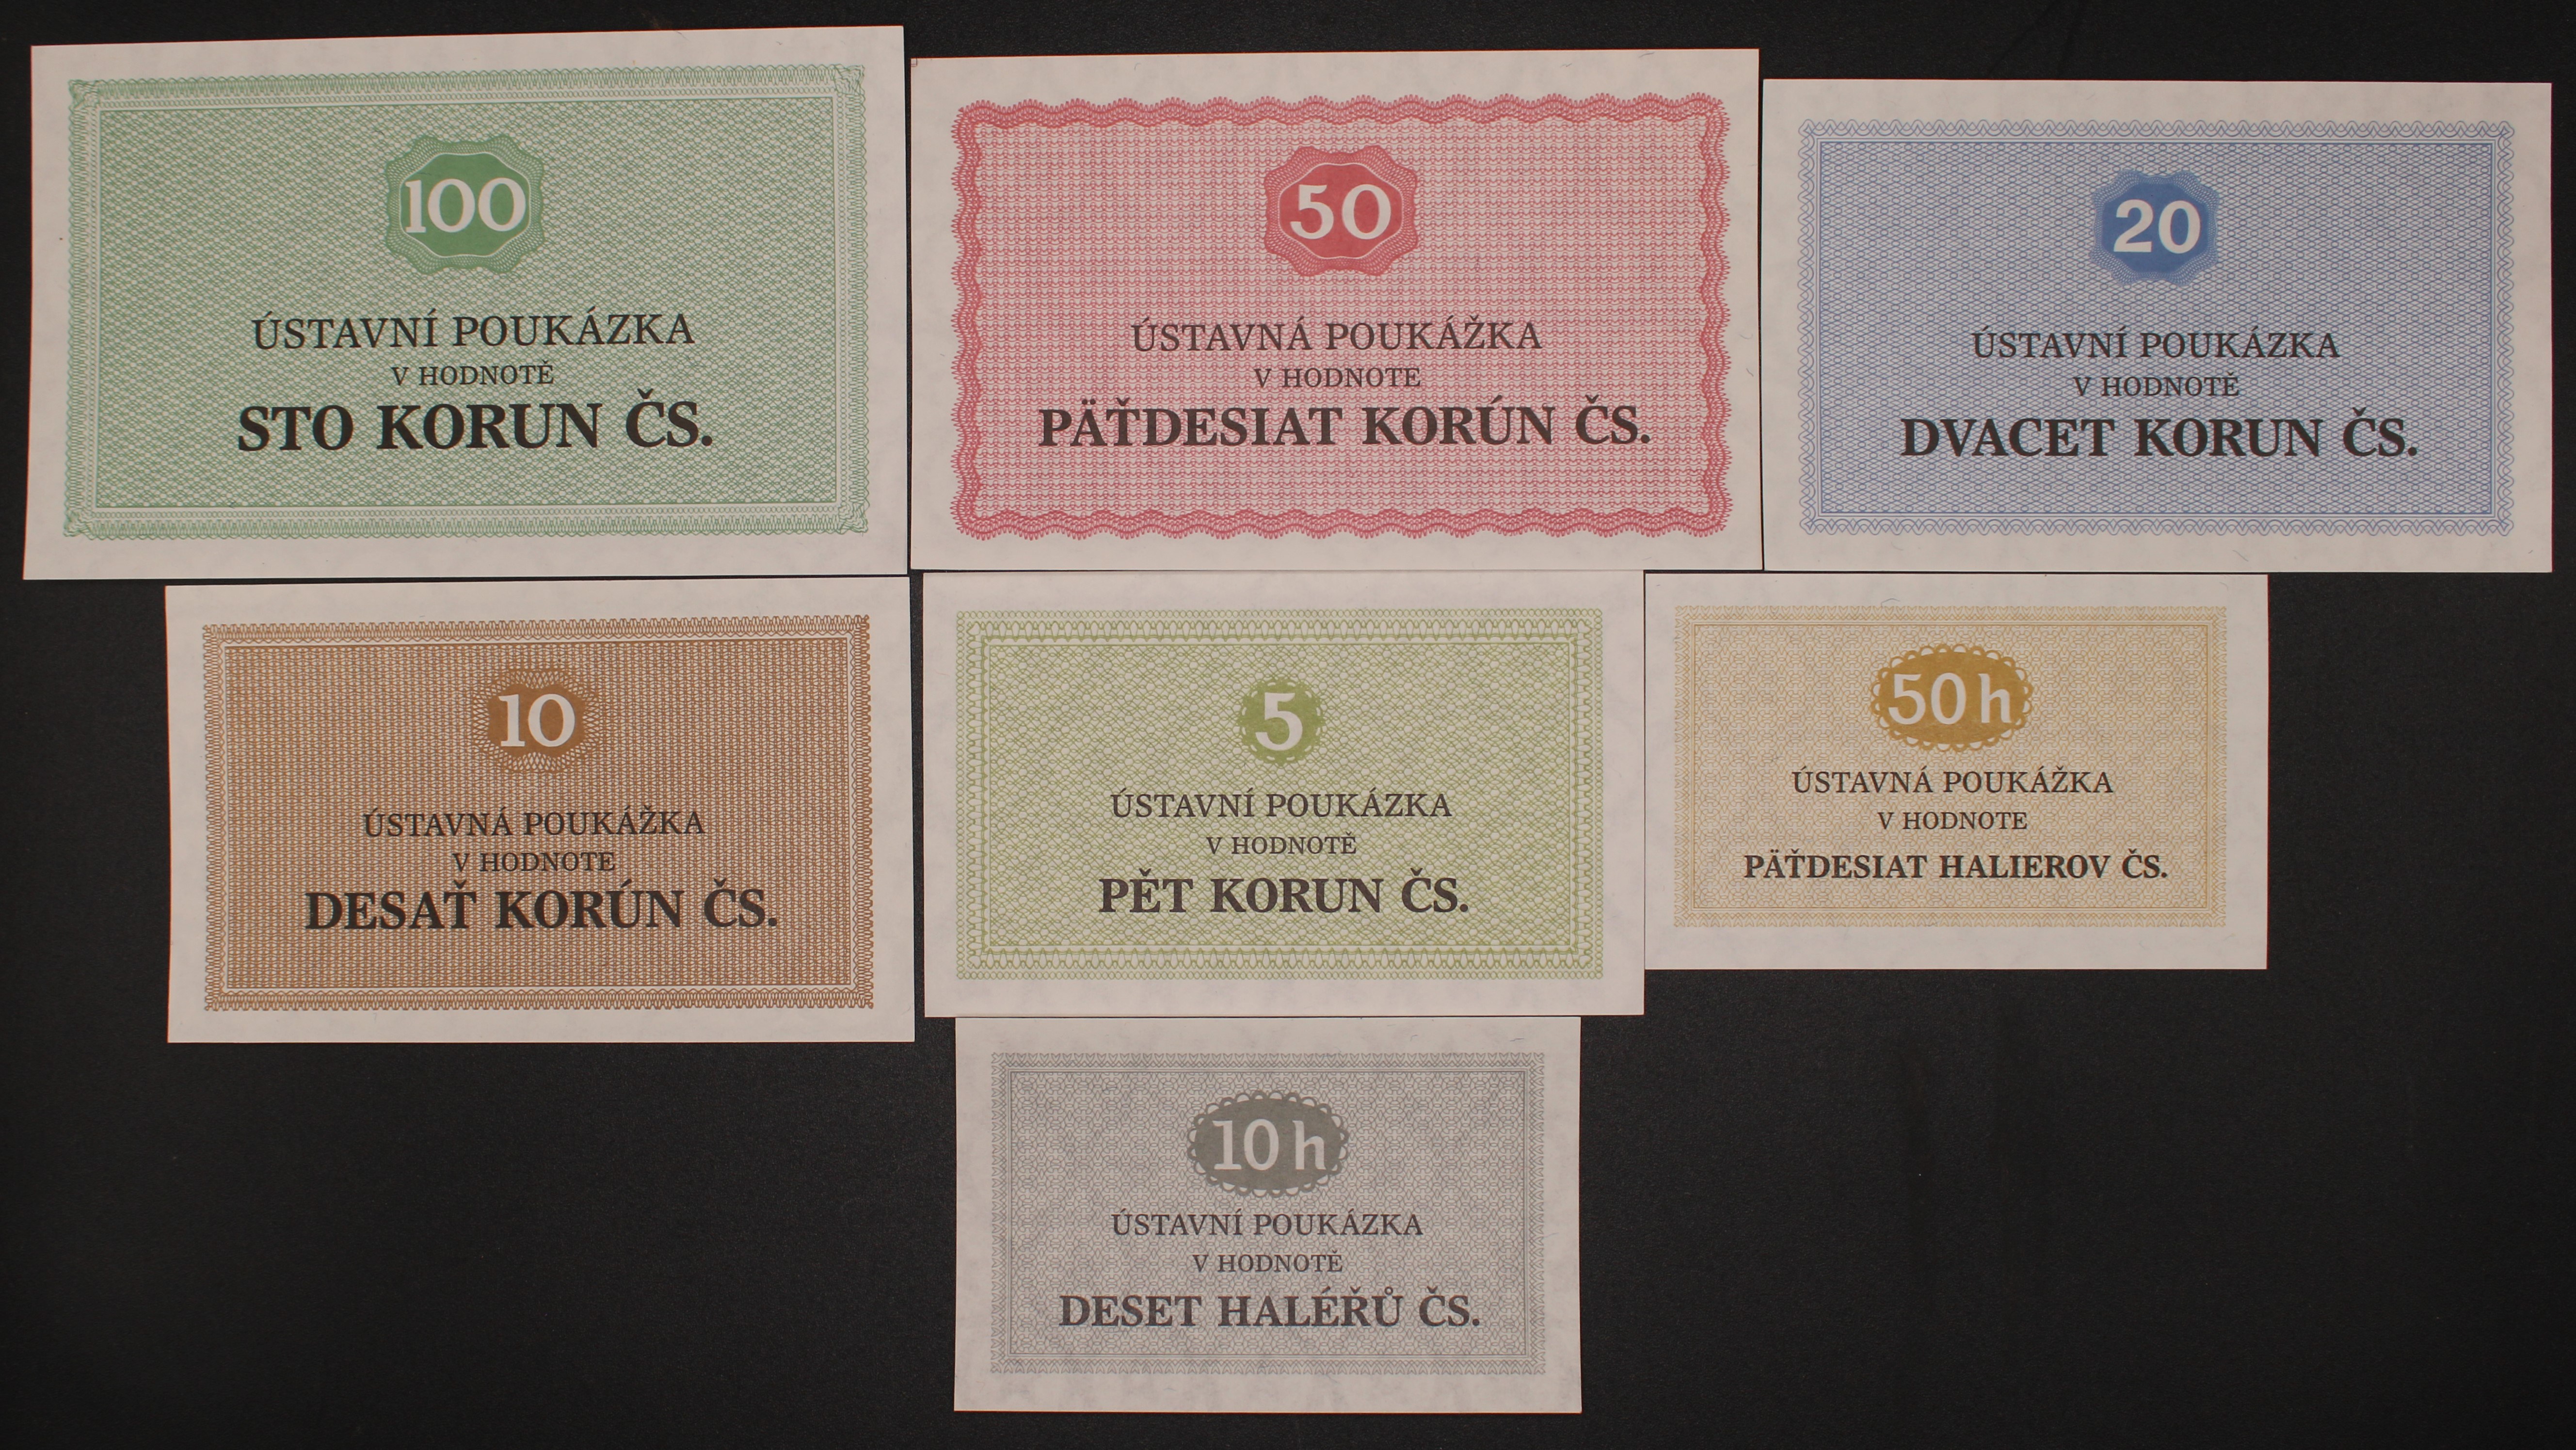 100
ÚSTAVNÍ POUKÁZKA
V HODNOTĚ
STO KORUN ČS.
50
ÚSTAVNÁ POUKÁŽKA
V HODNOTE
PÄŤDESIAT KORÚN ČS.
20
ÚSTAVNÍ POUKÁZKA
V HODNOTĚ
DVACET KORUN ČS.
10
ÚSTAVNÁ POUKÁŽKA
V HODNOTE
DESAŤ KORÚN ČS.
5
ÚSTAVNÍ POUKÁZKA
V HODNOTĚ
PĚT KORUN ČS.
50 h
ÚSTAVNÁ POUKÁŽKA
V HODNOTE
PÄŤDESIAT HALIEROV ČS.
10 h
ÚSTAVNÍ POUKÁZKA
V HODNOTĚ
DESET HALÉŘŮ ČS.